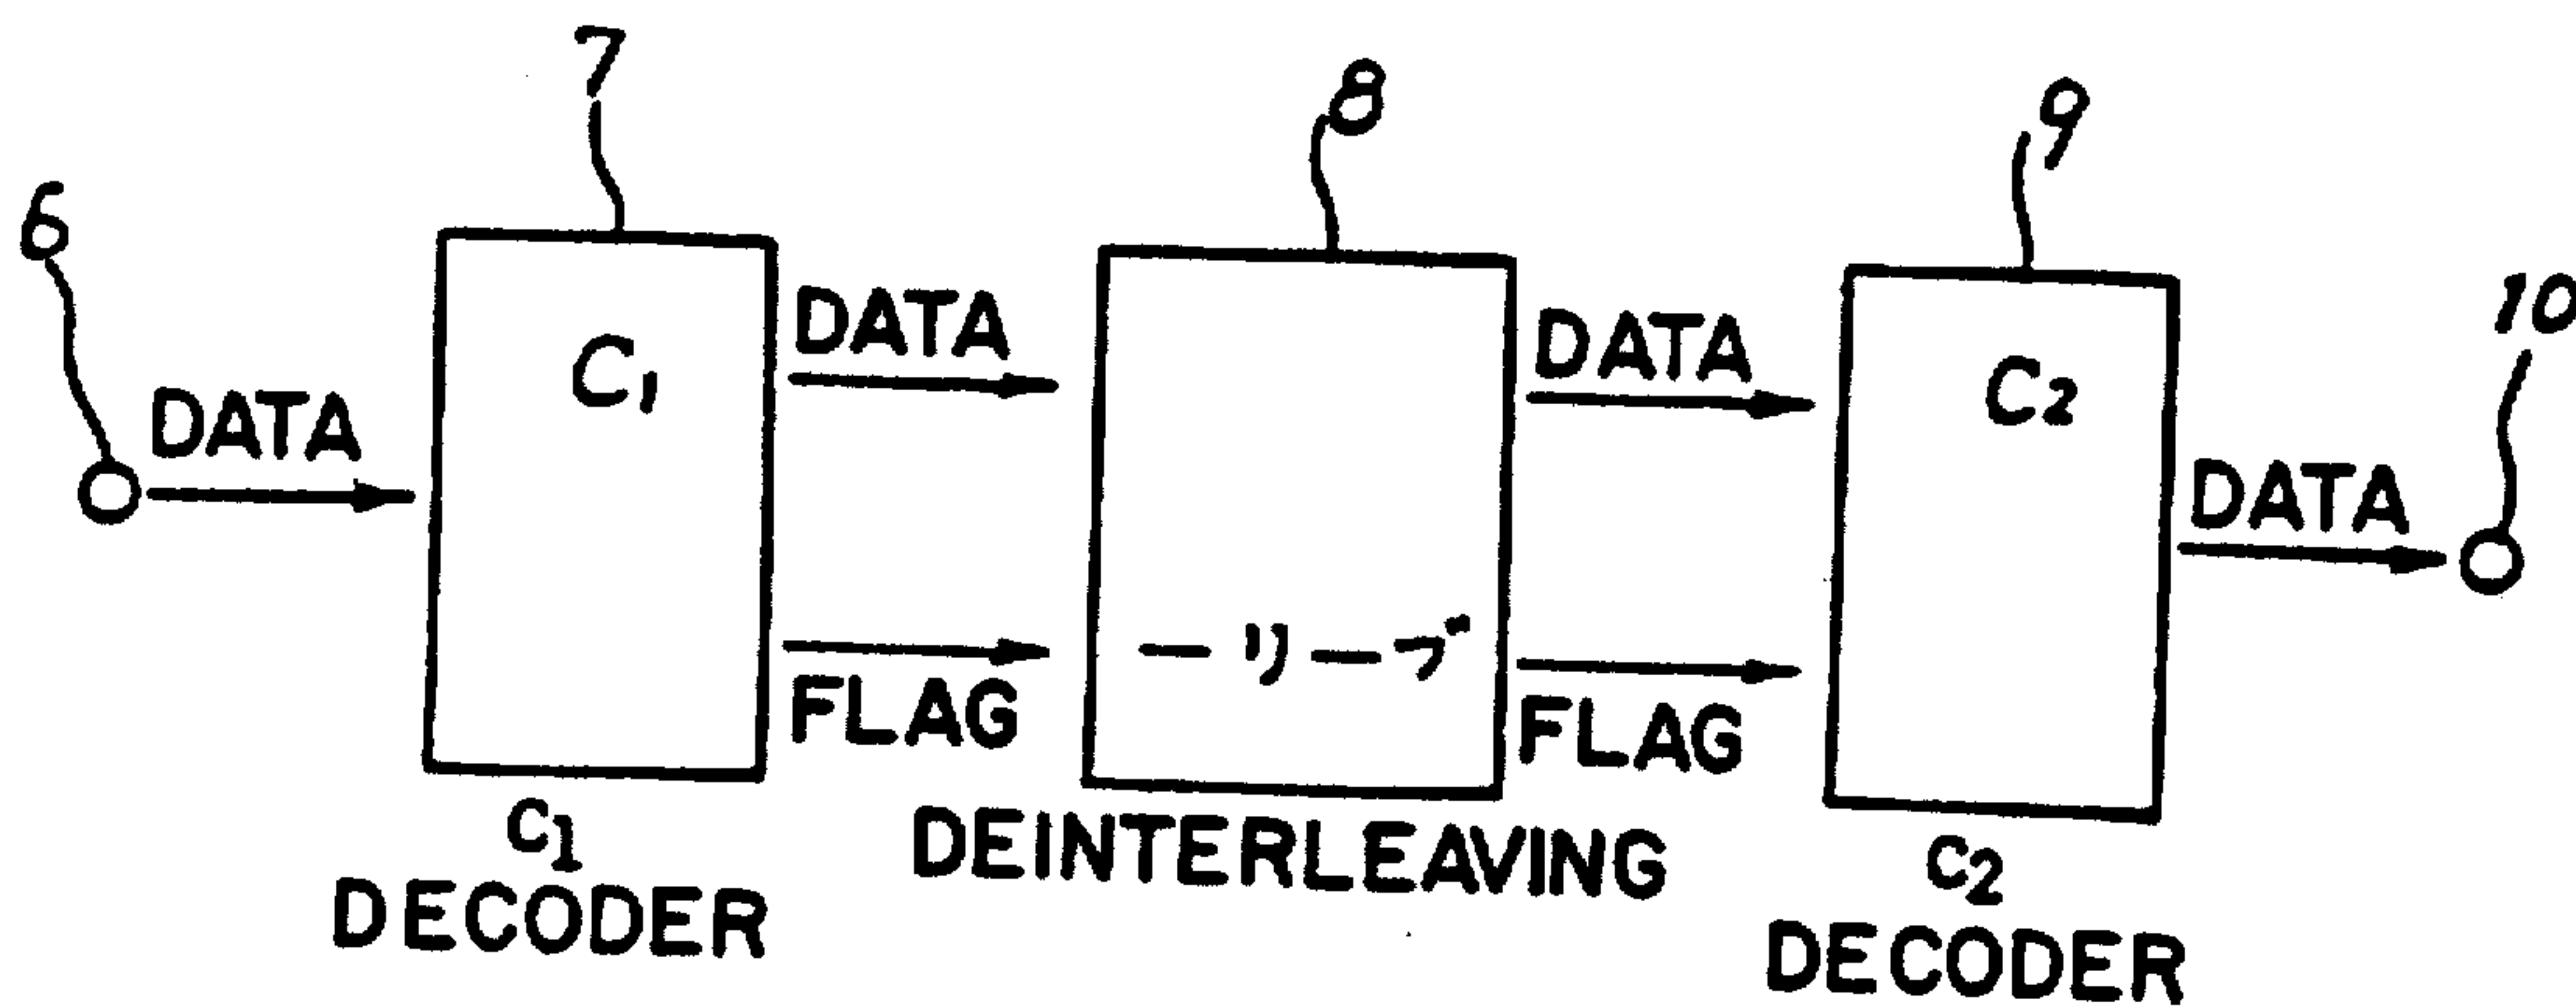 7
8
9
6
10
DATA
C1
DATA
DATA
C2
DATA
FLAG
ーリーブ
FLAG
C1
DECODER
DEINTERLEAVING
C2
DECODER